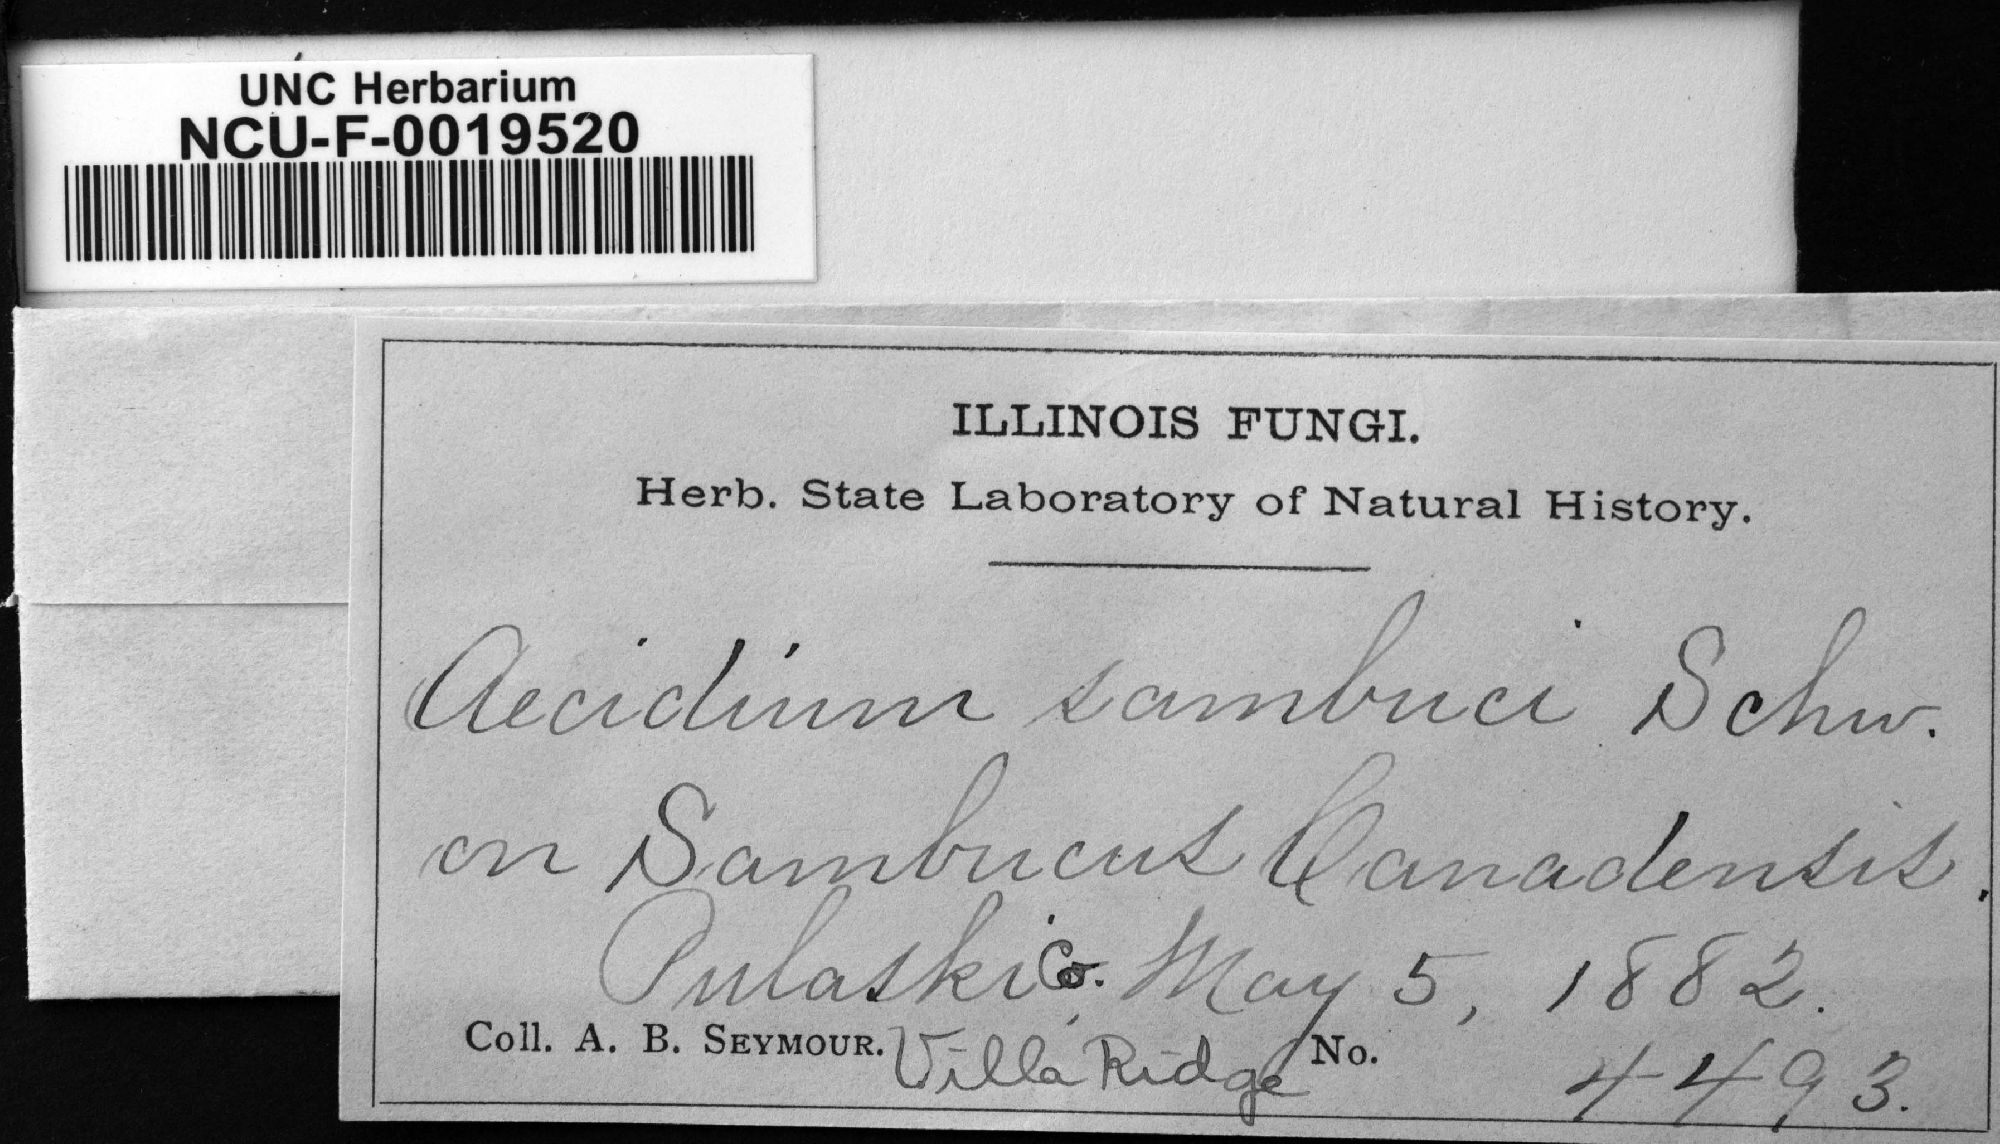 UNC Herbarium
NCU-F-0019520
ILLINOIS FUNGI.
Herb. State Laboratory of Natural History.
Aecidium sambuci Schw.
on Sambucus Canadensis.
Pulaski Co. May 5, 1882.
Coll. A. B. SEYMOUR. Villa Ridge No. 4493.